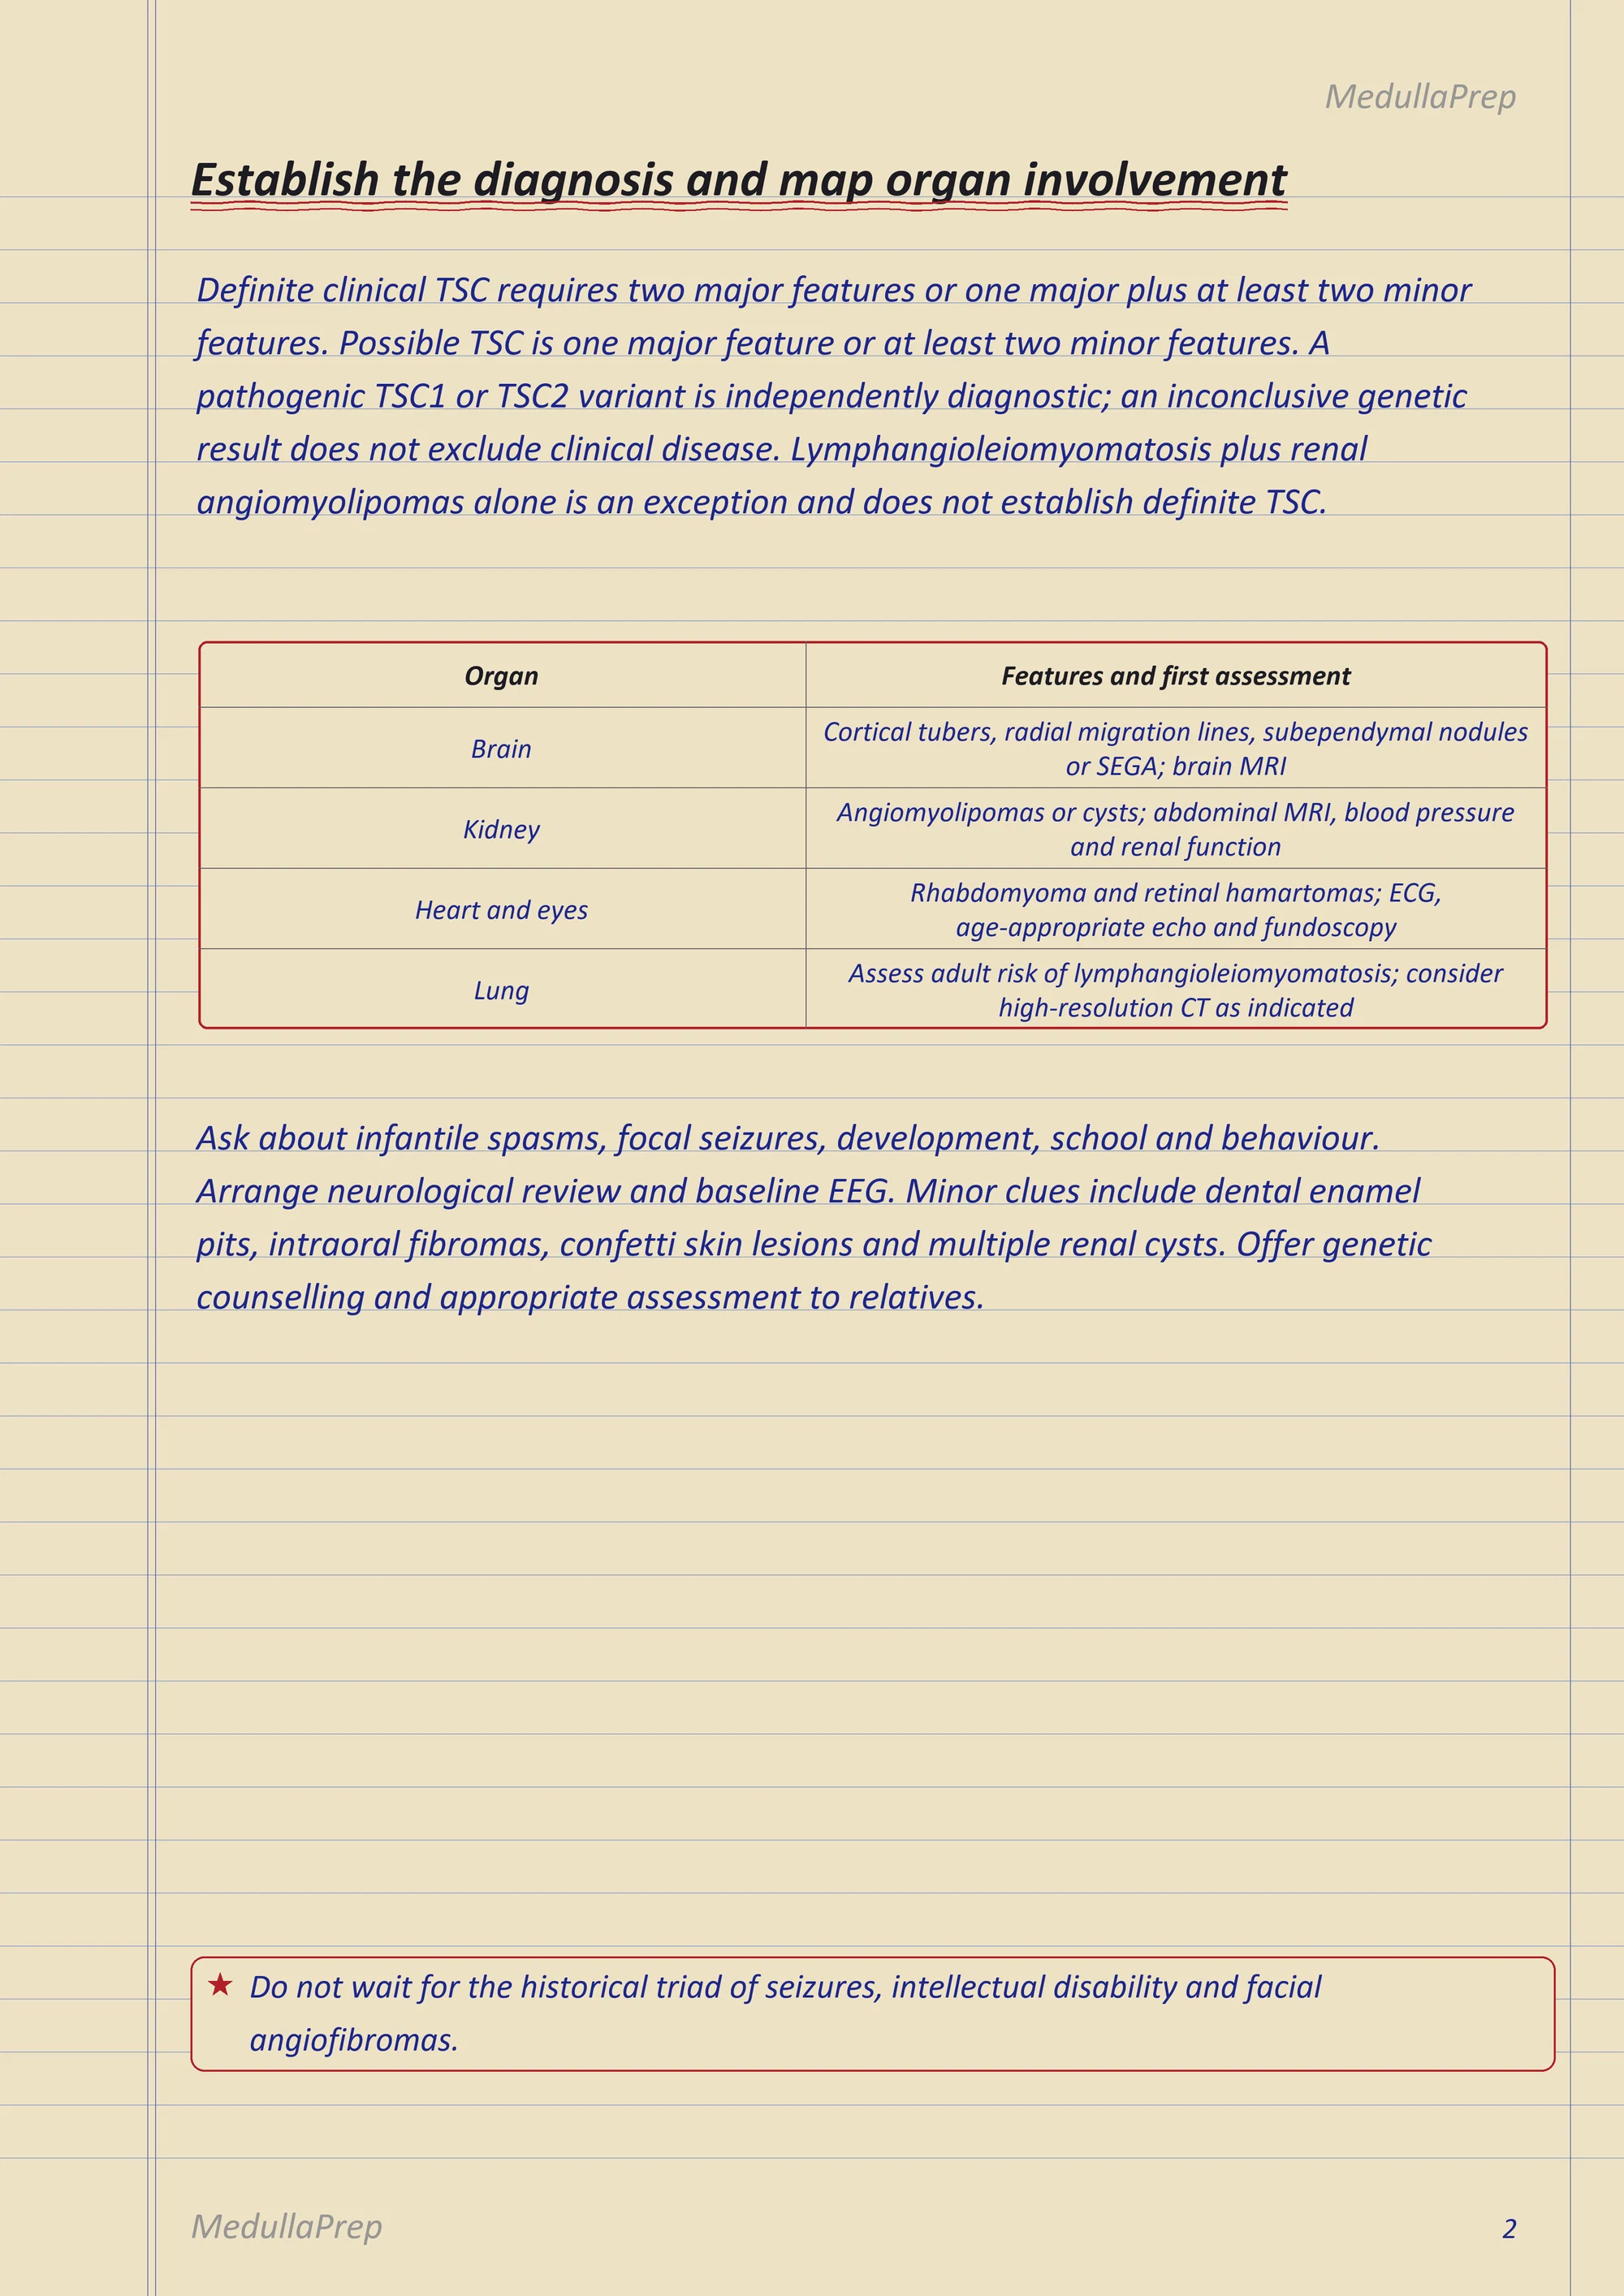 MedullaPrep
Establish the diagnosis and map organ involvement
Definite clinical TSC requires two major features or one major plus at least two minor
features. Possible TSC is one major feature or at least two minor features. A
pathogenic TSC1 or TSC2 variant is independently diagnostic; an inconclusive genetic
result does not exclude clinical disease. Lymphangioleiomyomatosis plus renal
angiomyolipomas alone is an exception and does not establish definite TSC.
Organ
Features and first assessment
Brain
Cortical tubers, radial migration lines, subependymal nodules
or SEGA; brain MRI
Kidney
Angiomyolipomas or cysts; abdominal MRI, blood pressure
and renal function
Heart and eyes
Rhabdomyoma and retinal hamartomas; ECG,
age-appropriate echo and fundoscopy
Lung
Assess adult risk of lymphangioleiomyomatosis; consider
high-resolution CT as indicated
Ask about infantile spasms, focal seizures, development, school and behaviour.
Arrange neurological review and baseline EEG. Minor clues include dental enamel
pits, intraoral fibromas, confetti skin lesions and multiple renal cysts. Offer genetic
counselling and appropriate assessment to relatives.
★ Do not wait for the historical triad of seizures, intellectual disability and facial
angiofibromas.
MedullaPrep
2